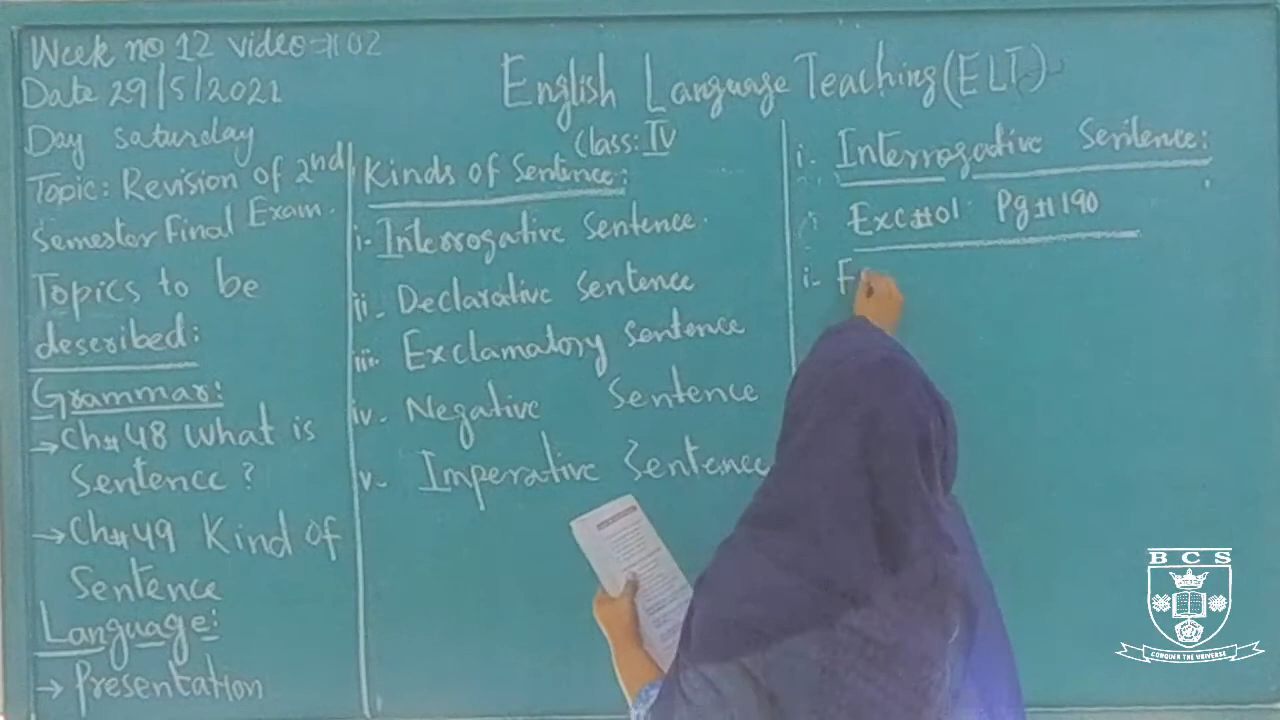 Week no 12 video # 02
Date 29/5/2021
Day saturday
Topic: Revision of 2nd
Semester Final Exam.
Topics to be
described:
Grammar:
→ Ch# 48 What is
Sentence ?
→ Ch# 49 Kind of
Sentence
Language:
→ Presentation
English Language Teaching (ELT)
Class: IV
Kinds of Sentence:
i- Interrogative Sentence.
ii- Declarative Sentence
iii- Exclamatory Sentence
iv- Negative Sentence
v- Imperative Sentence
i- Interrogative Sentence:
Exc#01 Pg#190
i-
BCS
CONQUER THE UNIVERSE